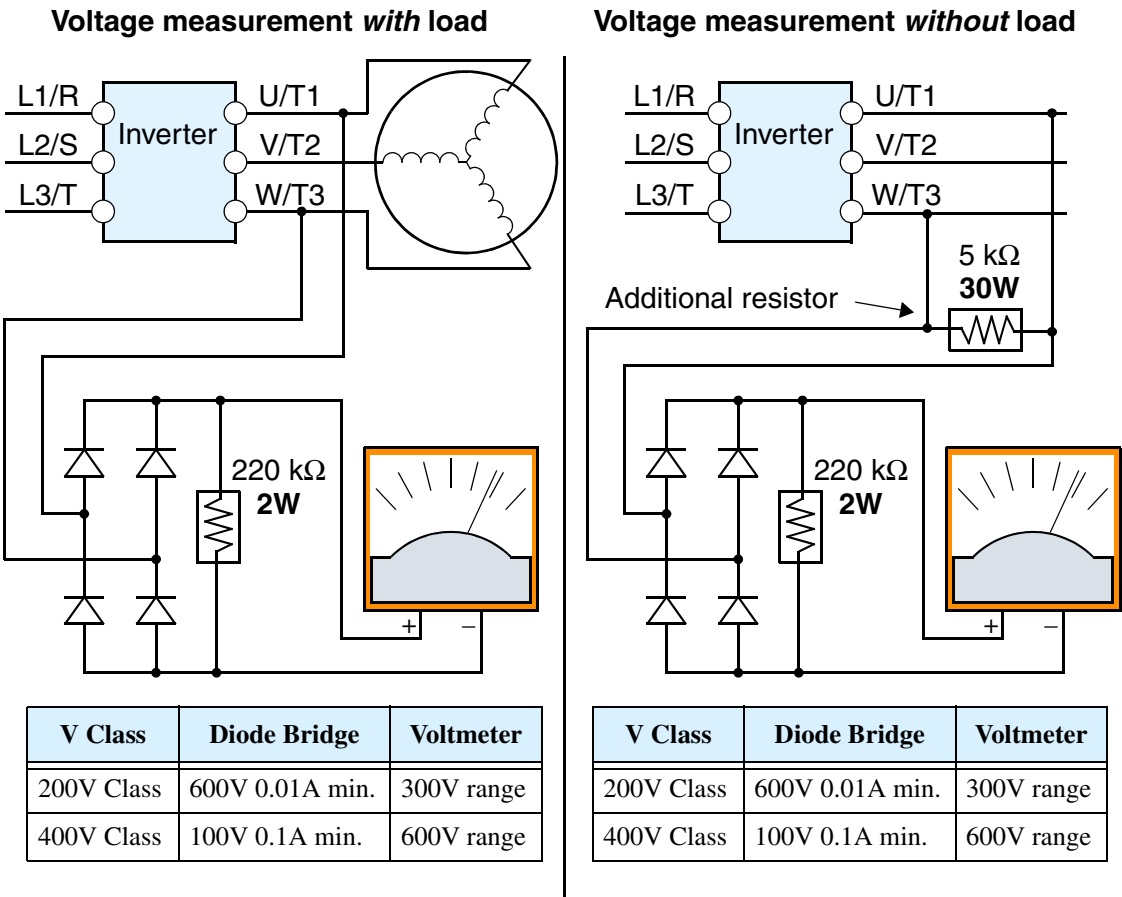 Voltage measurement with load
L1/R
L2/S
L3/T
Inverter
U/T1
V/T2
W/T3
220 kΩ
2W
+
–
V Class Diode Bridge Voltmeter
200V Class 600V 0.01A min. 300V range
400V Class 100V 0.1A min. 600V range
Voltage measurement without load
L1/R
L2/S
L3/T
Inverter
U/T1
V/T2
W/T3
5 kΩ
30W
Additional resistor
220 kΩ
2W
+
–
V Class Diode Bridge Voltmeter
200V Class 600V 0.01A min. 300V range
400V Class 100V 0.1A min. 600V range